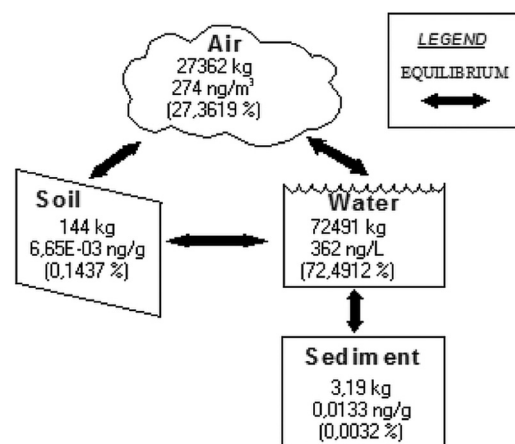 Air
27362 kg
274 ng/m³
(27,3619 %)
LEGEND
EQUILIBRIUM
Soil
144 kg
6,65E-03 ng/g
(0,1437 %)
Water
72491 kg
362 ng/L
(72,4912 %)
Sediment
3,19 kg
0,0133 ng/g
(0,0032 %)